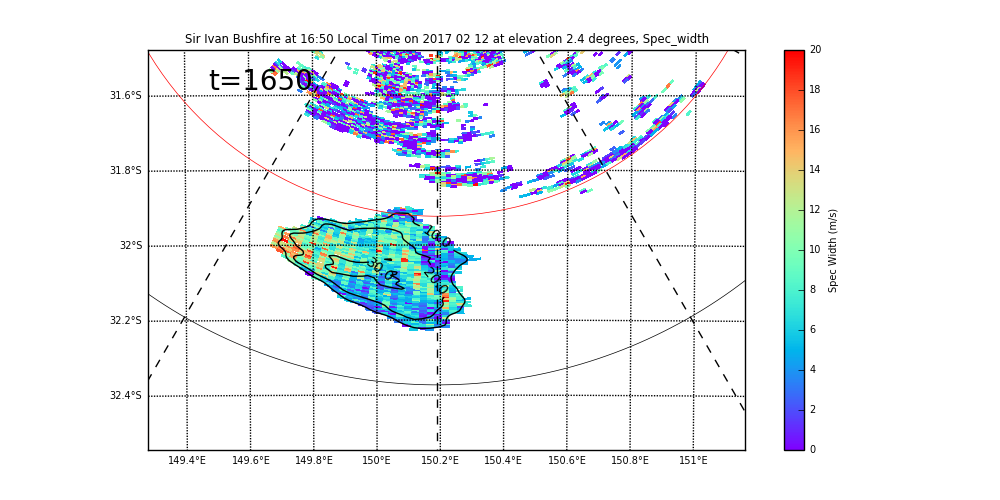 Sir Ivan Bushfire at 16:50 Local Time on 2017 02 12 at elevation 2.4 degrees, Spec_width
t=1650
31.6°S
31.8°S
32°S
32.2°S
32.4°S
149.4°E 149.6°E 149.8°E 150°E 150.2°E 150.4°E 150.6°E 150.8°E 151°E
10.0
30.0
20
18
16
14
12
10
8
6
4
2
0
Spec Width (m/s)